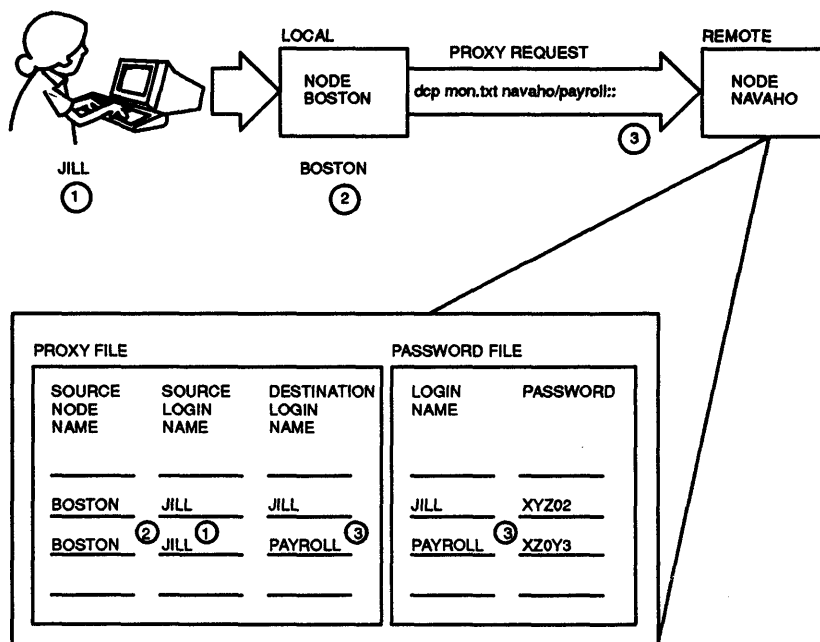 LOCAL
PROXY REQUEST
REMOTE
NODE
BOSTON
dcp mon.txt navaho/payroll::
NODE
NAVAHO
3
JILL
1
BOSTON
2
PROXY FILE
PASSWORD FILE
SOURCE
NODE
NAME
SOURCE
LOGIN
NAME
DESTINATION
LOGIN
NAME
LOGIN
NAME
PASSWORD
BOSTON JILL JILL JILL XYZ02
2 1 3 3
BOSTON JILL PAYROLL PAYROLL XZ0Y3